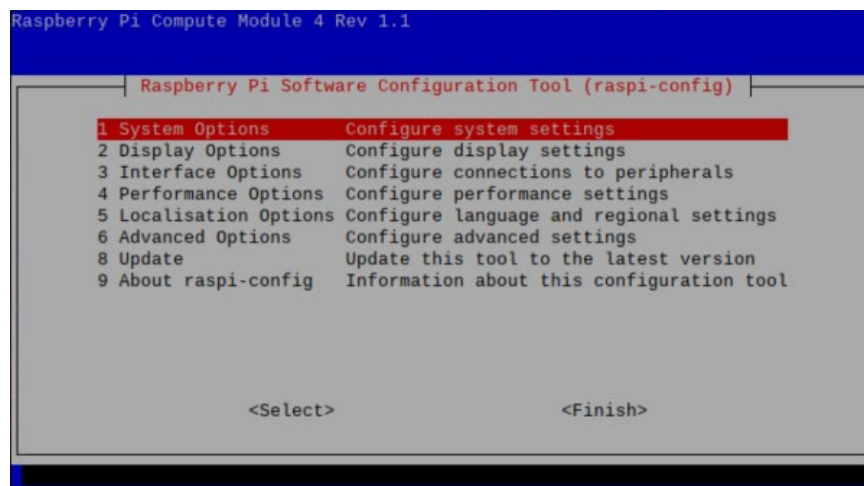 Raspberry Pi Compute Module 4 Rev 1.1
Raspberry Pi Software Configuration Tool (raspi-config)
1 System Options Configure system settings
2 Display Options Configure display settings
3 Interface Options Configure connections to peripherals
4 Performance Options Configure performance settings
5 Localisation Options Configure language and regional settings
6 Advanced Options Configure advanced settings
8 Update Update this tool to the latest version
9 About raspi-config Information about this configuration tool
<Select> <Finish>